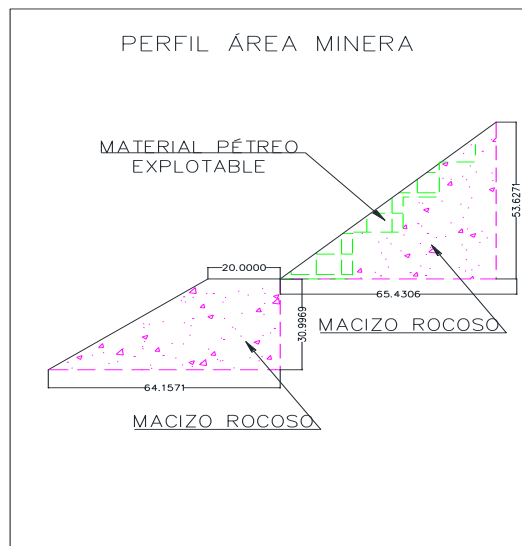 PERFIL ÁREA MINERA
MATERIAL PÉTREO
EXPLOTABLE
53.6271
20.0000
65.4306
30.9969
MACIZO ROCOSO
64.1571
MACIZO ROCOSO